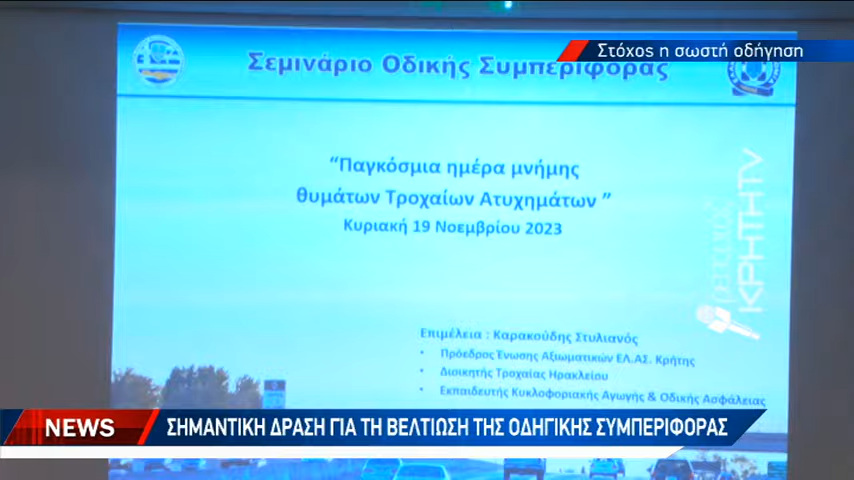 Στόχος η σωστή οδήγηση
Σεμινάριο Οδικής Συμπεριφοράς
“Παγκόσμια ημέρα μνήμης
θυμάτων Τροχαίων Ατυχημάτων ”
Κυριακή 19 Νοεμβρίου 2023
ΚΡΗΤΗTV
Επιμέλεια : Καρακούδης Στυλιανός
• Πρόεδρος Ένωσης Αξιωματικών ΕΛ.ΑΣ. Κρήτης
• Διοικητής Τροχαίας Ηρακλείου
• Εκπαιδευτής Κυκλοφοριακής Αγωγής & Οδικής Ασφάλειας
NEWS
ΣΗΜΑΝΤΙΚΗ ΔΡΑΣΗ ΓΙΑ ΤΗ ΒΕΛΤΙΩΣΗ ΤΗΣ ΟΔΗΓΙΚΗΣ ΣΥΜΠΕΡΙΦΟΡΑΣ